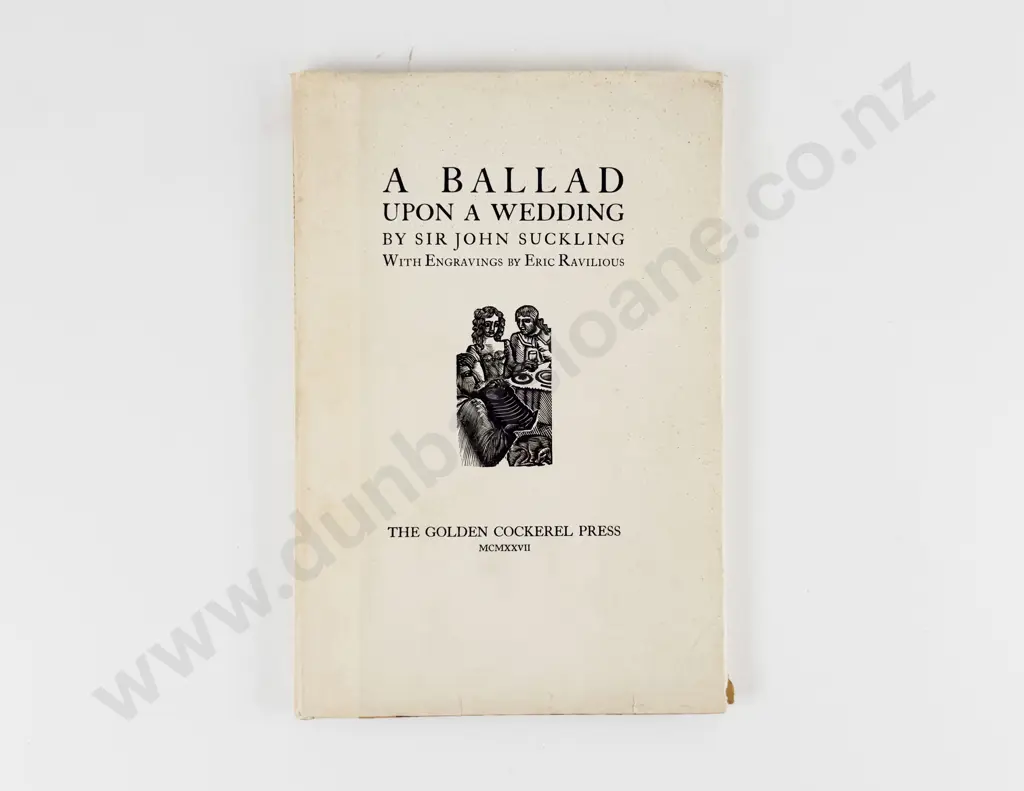 A BALLAD
UPON A WEDDING
BY SIR JOHN SUCKLING
WITH ENGRAVINGS BY ERIC RAVILIOUS
THE GOLDEN COCKEREL PRESS
MCMXXVII
www.dunbarsloane.co.nz